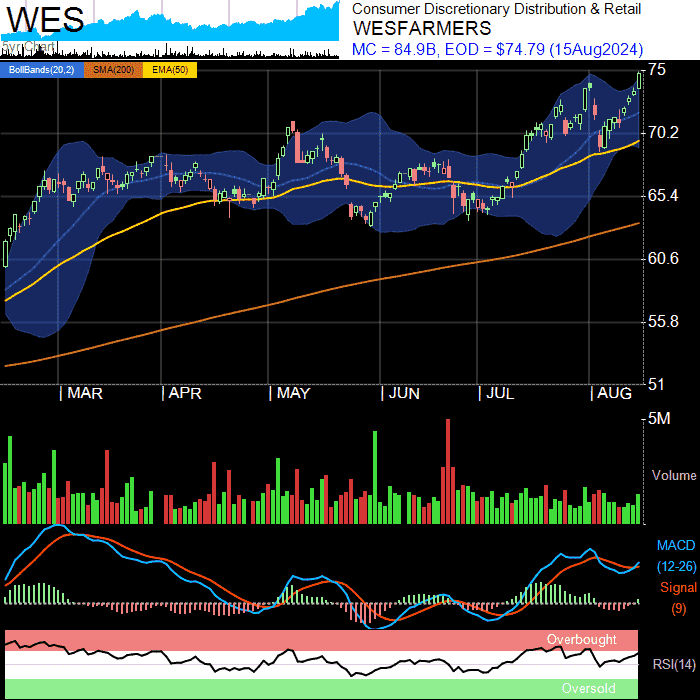 WES
5yr Chart
Consumer Discretionary Distribution & Retail
WESFARMERS
MC = 84.9B, EOD = $74.79 (15Aug2024)
BollBands(20,2) SMA(200) EMA(50)
75
70.2
65.4
60.6
55.8
51
MAR APR MAY JUN JUL AUG
5M
Volume
MACD
(12-26)
Signal
(9)
Overbought
RSI(14)
Oversold